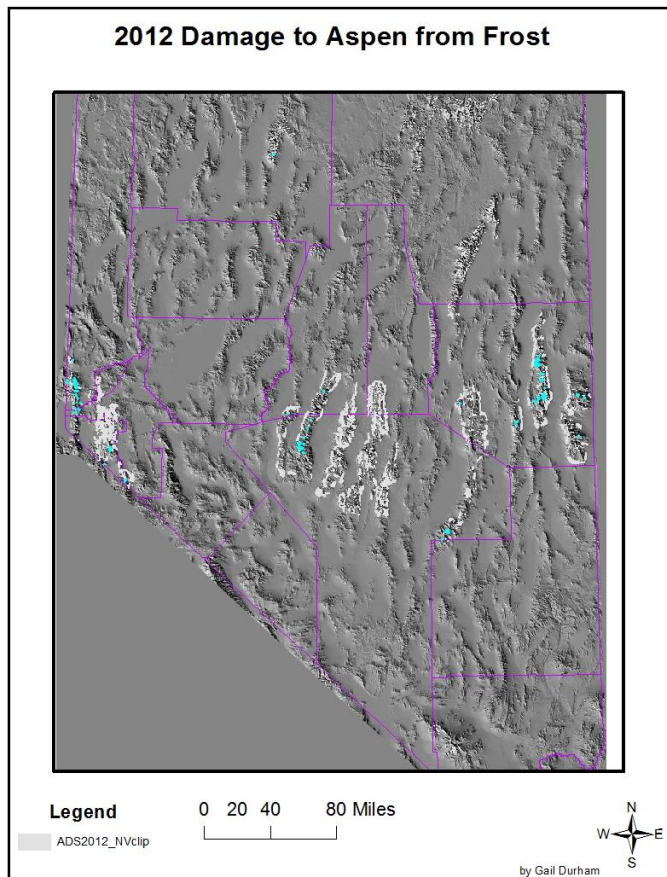 2012 Damage to Aspen from Frost
Legend
ADS2012_NVclip
0 20 40 80 Miles
N
W E
S
by Gail Durham